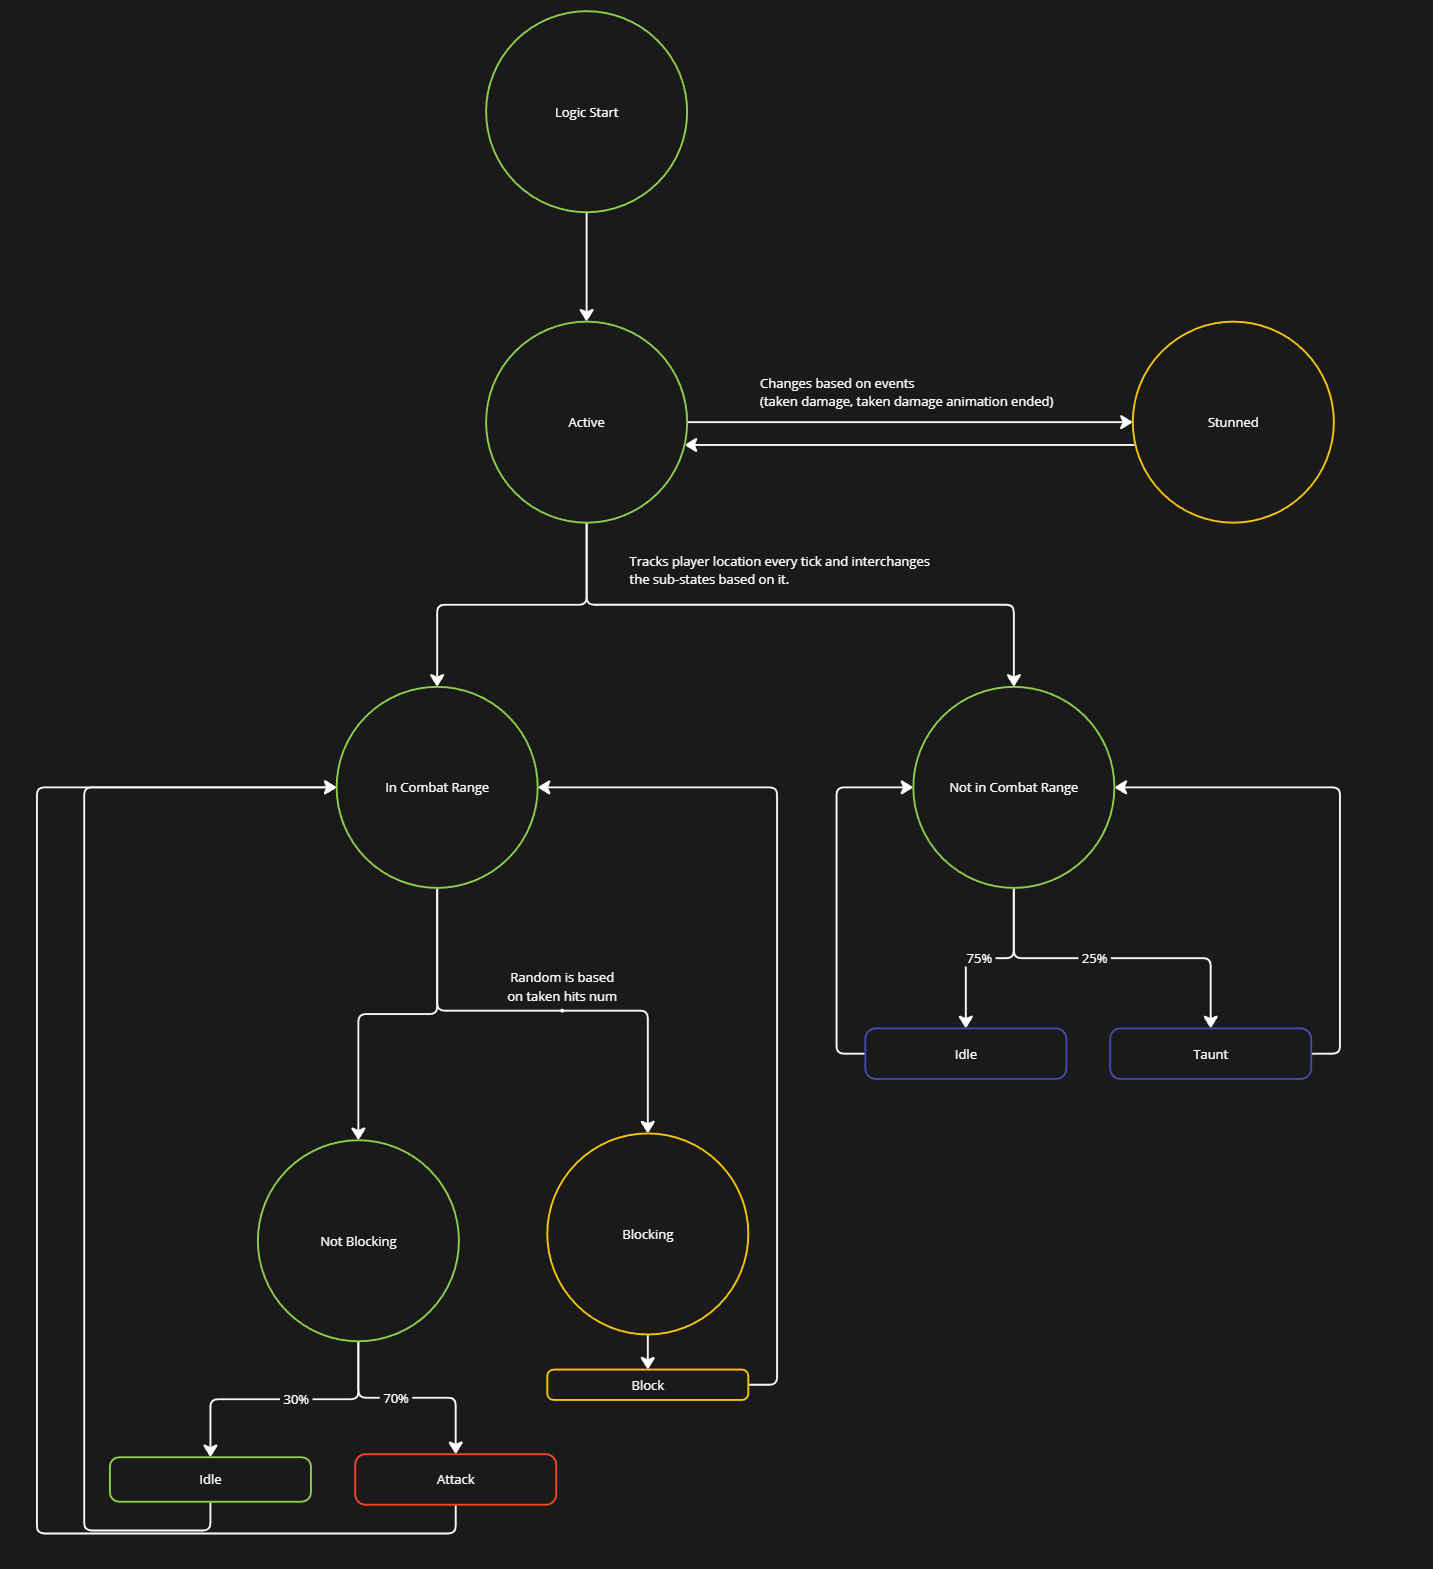 Logic Start
Changes based on events
(taken damage, taken damage animation ended)
Active
Stunned
Tracks player location every tick and interchanges
the sub-states based on it.
In Combat Range
Not in Combat Range
75%
25%
Random is based
on taken hits num
Idle
Taunt
Not Blocking
Blocking
Block
30%
70%
Idle
Attack